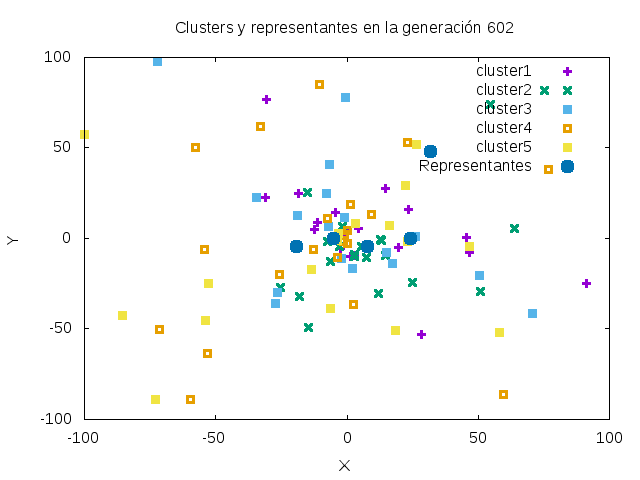 Clusters y representantes en la generación 602
100
50
0
-50
-100
Y
cluster1
cluster2
cluster3
cluster4
cluster5
Representantes
-100
-50
0
50
100
X